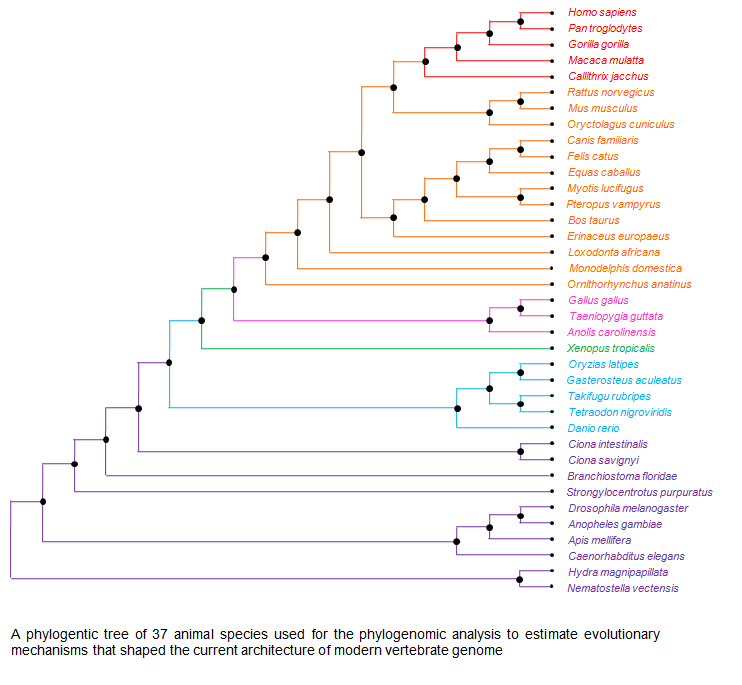 Homo sapiens
Pan troglodytes
Gorilla gorilla
Macaca mulatta
Callithrix jacchus
Rattus norvegicus
Mus musculus
Oryctolagus cuniculus
Canis familiaris
Felis catus
Equas caballus
Myotis lucifugus
Pteropus vampyrus
Bos taurus
Erinaceus europaeus
Loxodonta africana
Monodelphis domestica
Ornithorhynchus anatinus
Gallus gallus
Taeniopygia guttata
Anolis carolinensis
Xenopus tropicalis
Oryzias latipes
Gasterosteus aculeatus
Takifugu rubripes
Tetraodon nigroviridis
Danio rerio
Ciona intestinalis
Ciona savignyi
Branchiostoma floridae
Strongylocentrotus purpuratus
Drosophila melanogaster
Anopheles gambiae
Apis mellifera
Caenorhabditus elegans
Hydra magnipapillata
Nematostella vectensis
A phylogentic tree of 37 animal species used for the phylogenomic analysis to estimate evolutionary
mechanisms that shaped the current architecture of modern vertebrate genome